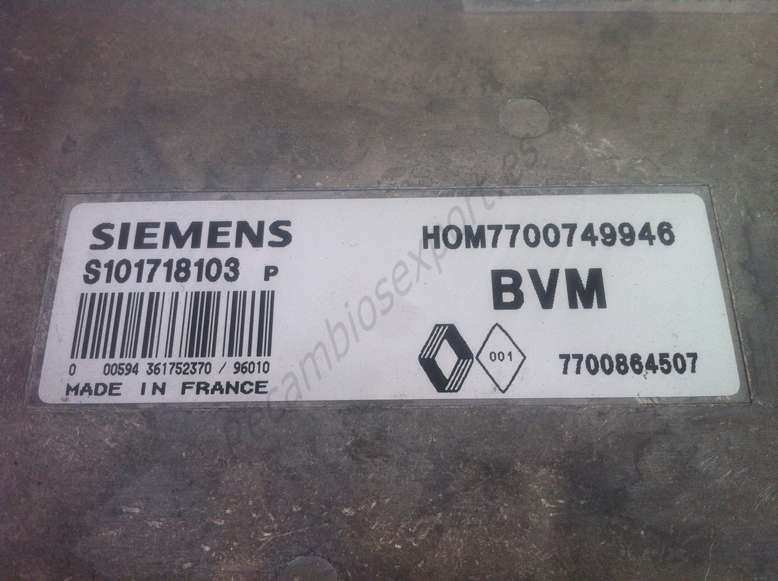 SIEMENS
S101718103 P
0 00594 361752370 / 96010
MADE IN FRANCE
HOM7700749946
BVM
001
7700864507
recambiosexport.es